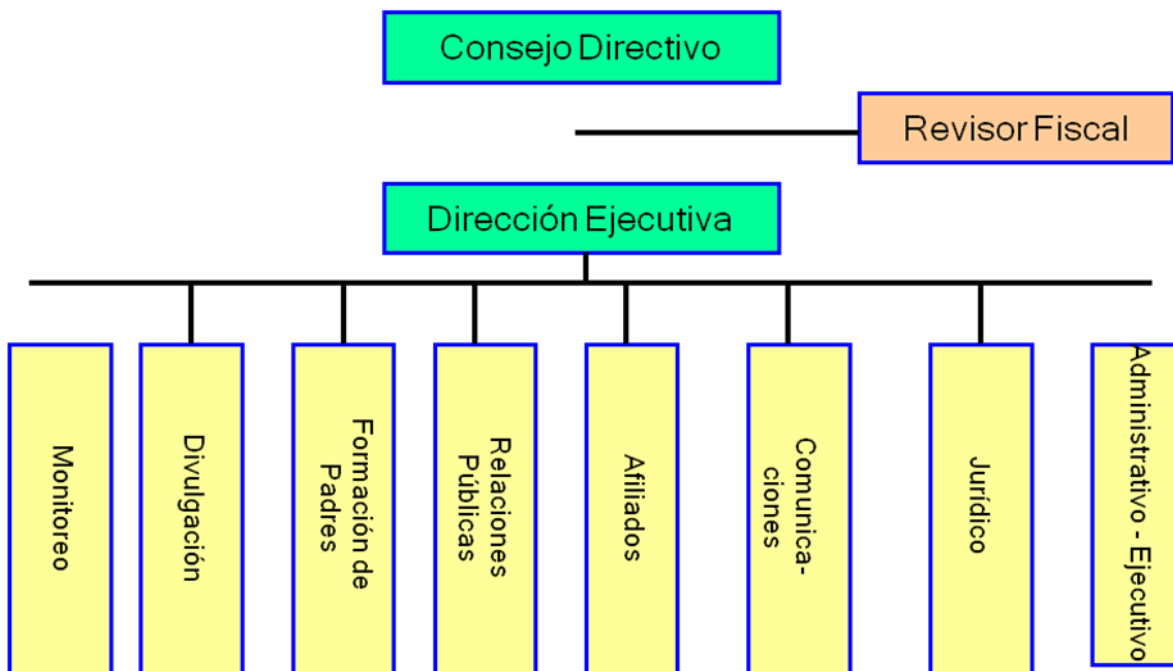 Consejo Directivo
Revisor Fiscal
Dirección Ejecutiva
Monitoreo
Divulgación
Formación de
Padres
Relaciones
Públicas
Afiliados
Comunica-
ciones
Jurídico
Administrativo - Ejecutivo